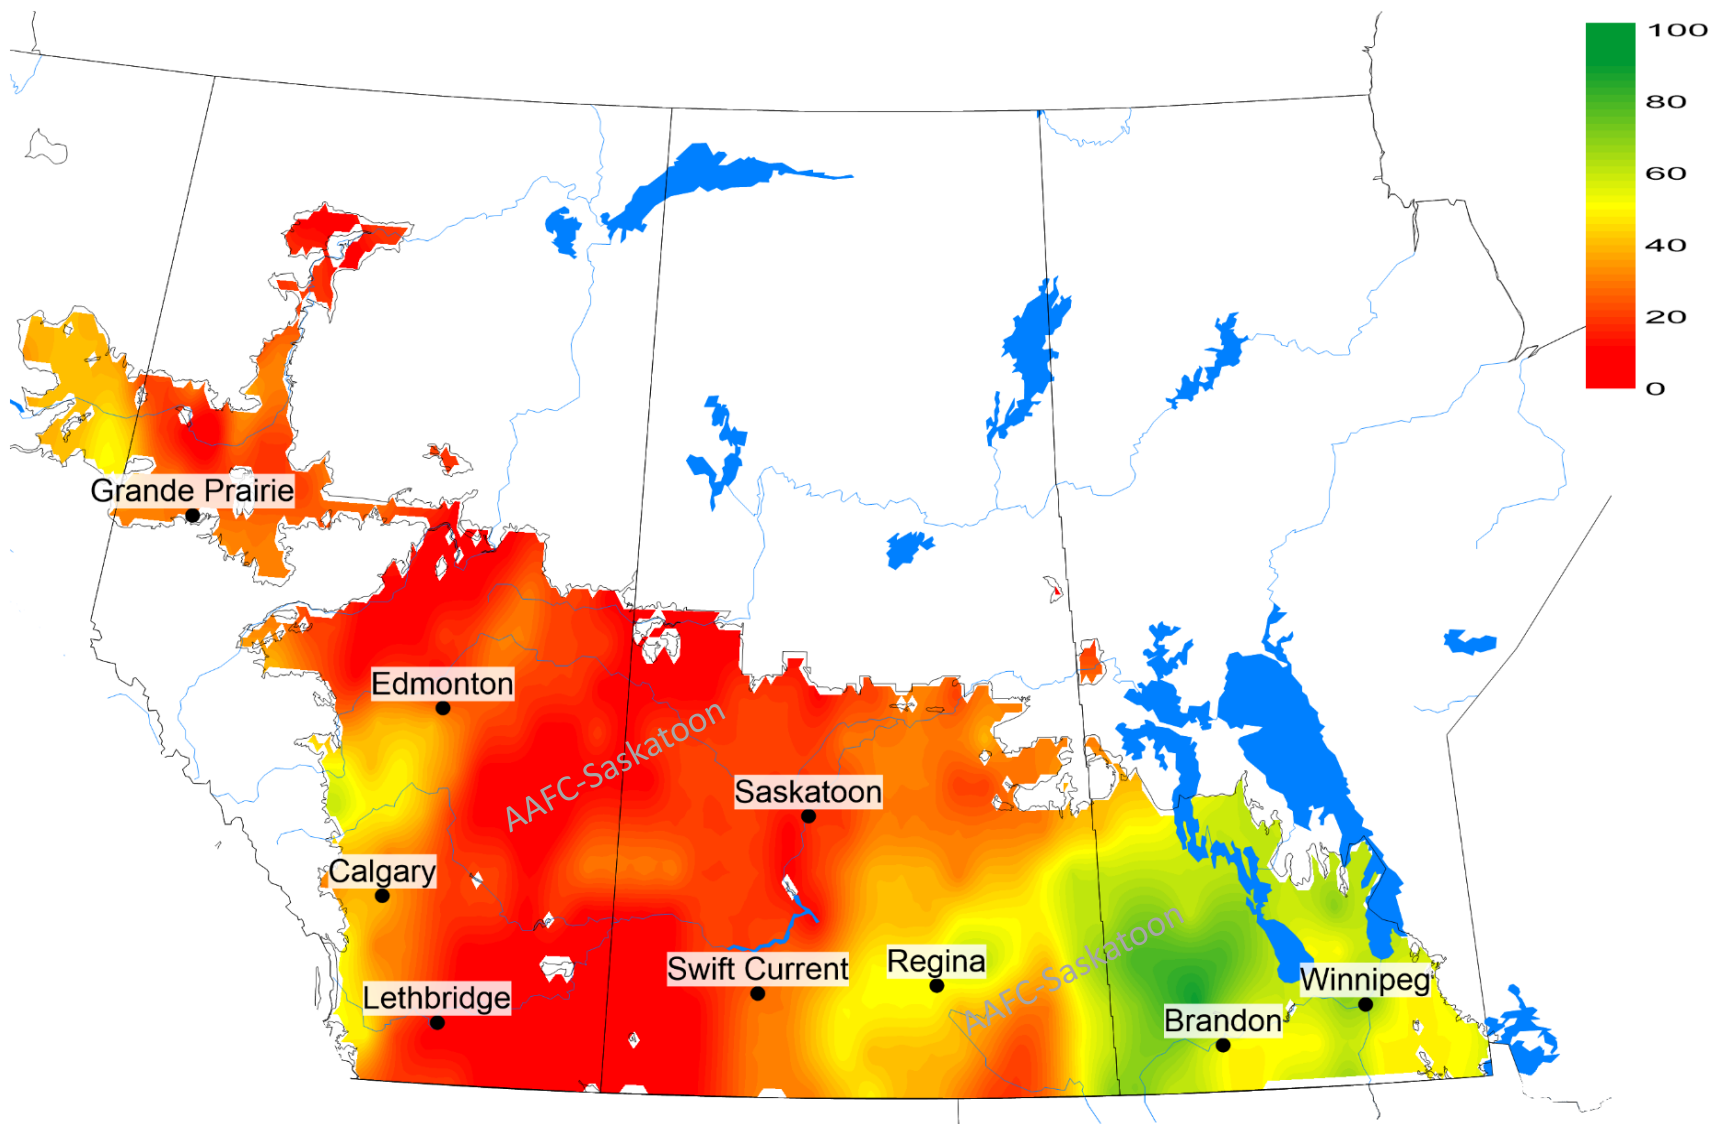 100
80
60
40
20
0
Grande Prairie
Edmonton
AAFC-Saskatoon
Saskatoon
Calgary
AAFC-Saskatoon
Regina
Swift Current
Winnipeg
Lethbridge
Brandon